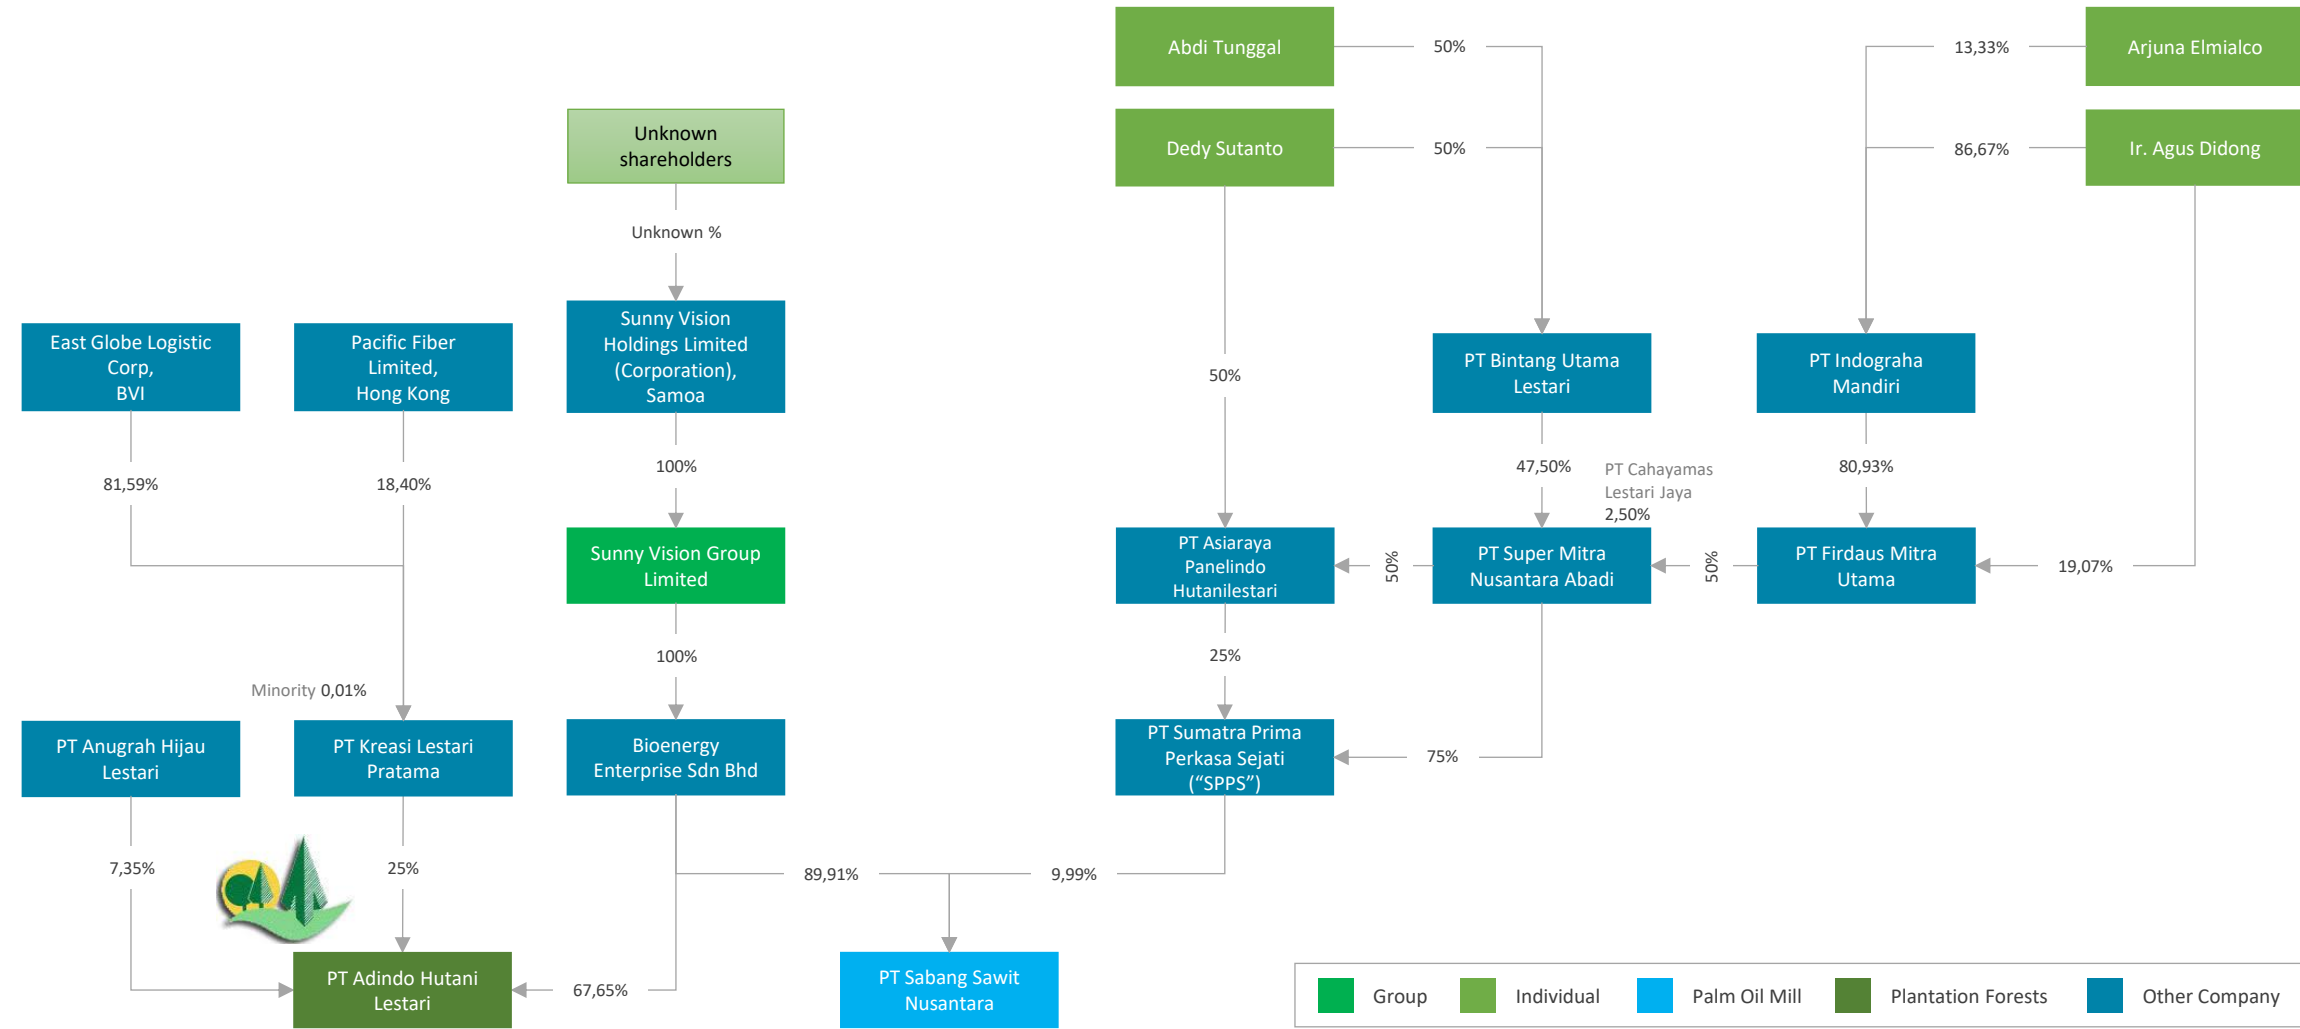 Abdi Tunggal
50%
13,33%
Arjuna Elmialco
Unknown
shareholders
Dedy Sutanto
50%
86,67%
Ir. Agus Didong
Unknown %
East Globe Logistic
Corp,
BVI
Pacific Fiber
Limited,
Hong Kong
Sunny Vision
Holdings Limited
(Corporation),
Samoa
50%
PT Bintang Utama
Lestari
PT Indograha
Mandiri
81,59%
18,40%
100%
47,50%
PT Cahayamas
Lestari Jaya
2,50%
80,93%
Sunny Vision Group
Limited
PT Asiaraya
Panelindo
Hutanilestari
50%
PT Super Mitra
Nusantara Abadi
50%
PT Firdaus Mitra
Utama
19,07%
100%
25%
Minority 0,01%
PT Anugrah Hijau
Lestari
PT Kreasi Lestari
Pratama
Bioenergy
Enterprise Sdn Bhd
PT Sumatra Prima
Perkasa Sejati
(“SPPS”)
75%
7,35%
25%
89,91%
9,99%
PT Adindo Hutani
Lestari
67,65%
PT Sabang Sawit
Nusantara
Group
Individual
Palm Oil Mill
Plantation Forests
Other Company